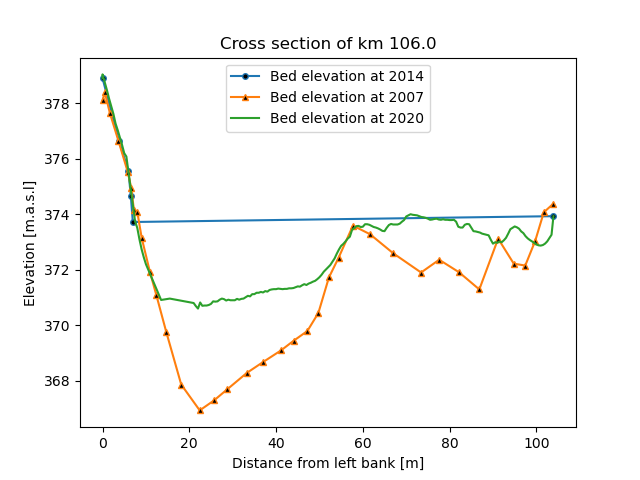 Cross section of km 106.0
Bed elevation at 2014
Bed elevation at 2007
Bed elevation at 2020
Elevation [m.a.s.l]
378
376
374
372
370
368
0 20 40 60 80 100
Distance from left bank [m]